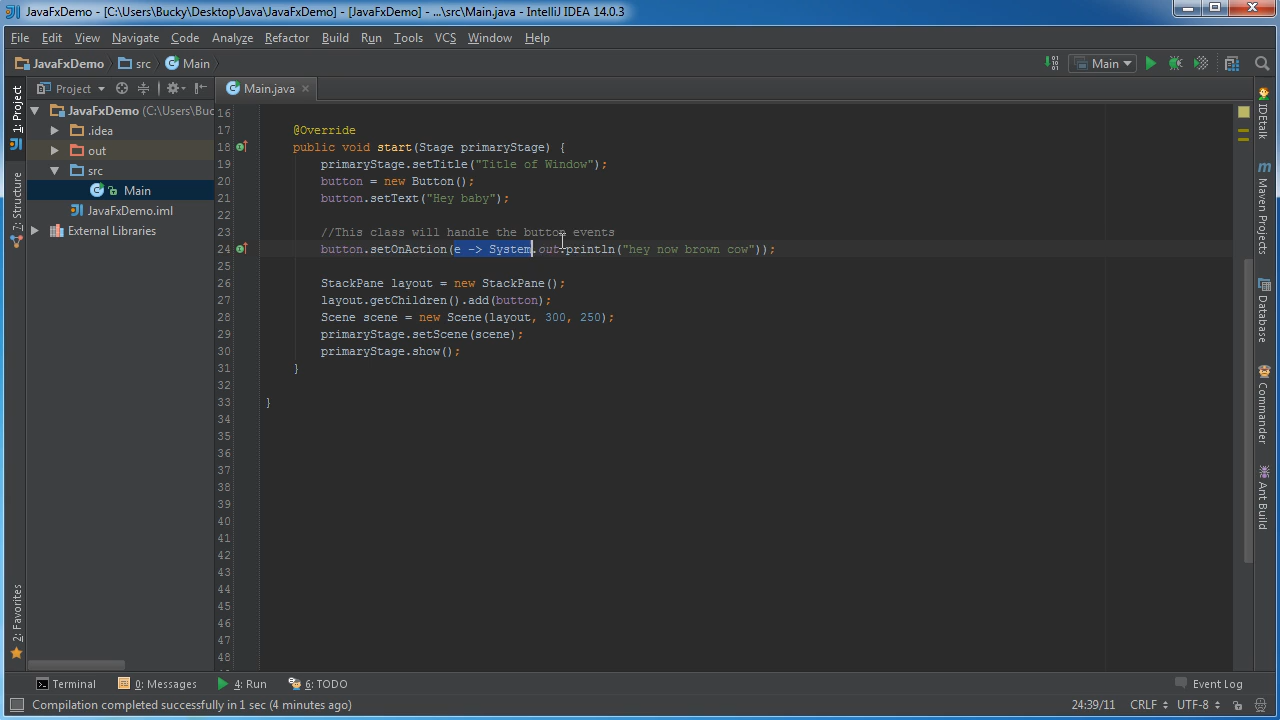 JavaFxDemo - [C:\Users\Bucky\Desktop\Java\JavaFxDemo] - [JavaFxDemo] - ...\src\Main.java - IntelliJ IDEA 14.0.3
File Edit View Navigate Code Analyze Refactor Build Run Tools VCS Window Help
JavaFxDemo src Main Main
Project Main.java
1: Project
7: Structure
2: Favorites
JavaFxDemo (C:\Users\Buc
.idea
out
src
Main
JavaFxDemo.iml
External Libraries
16
17 @Override
18 public void start(Stage primaryStage) {
19 primaryStage.setTitle("Title of Window");
20 button = new Button();
21 button.setText("Hey baby");
22
23 //This class will handle the button events
24 button.setOnAction(e -> System.out.println("hey now brown cow"));
25
26 StackPane layout = new StackPane();
27 layout.getChildren().add(button);
28 Scene scene = new Scene(layout, 300, 250);
29 primaryStage.setScene(scene);
30 primaryStage.show();
31 }
32
33 }
34
35
36
37
38
39
40
41
42
43
44
45
46
47
48
IDEtalk
Maven Projects
Database
Commander
Ant Build
Terminal 0: Messages 4: Run 6: TODO Event Log
Compilation completed successfully in 1 sec (4 minutes ago) 24:39/11 CRLF UTF-8